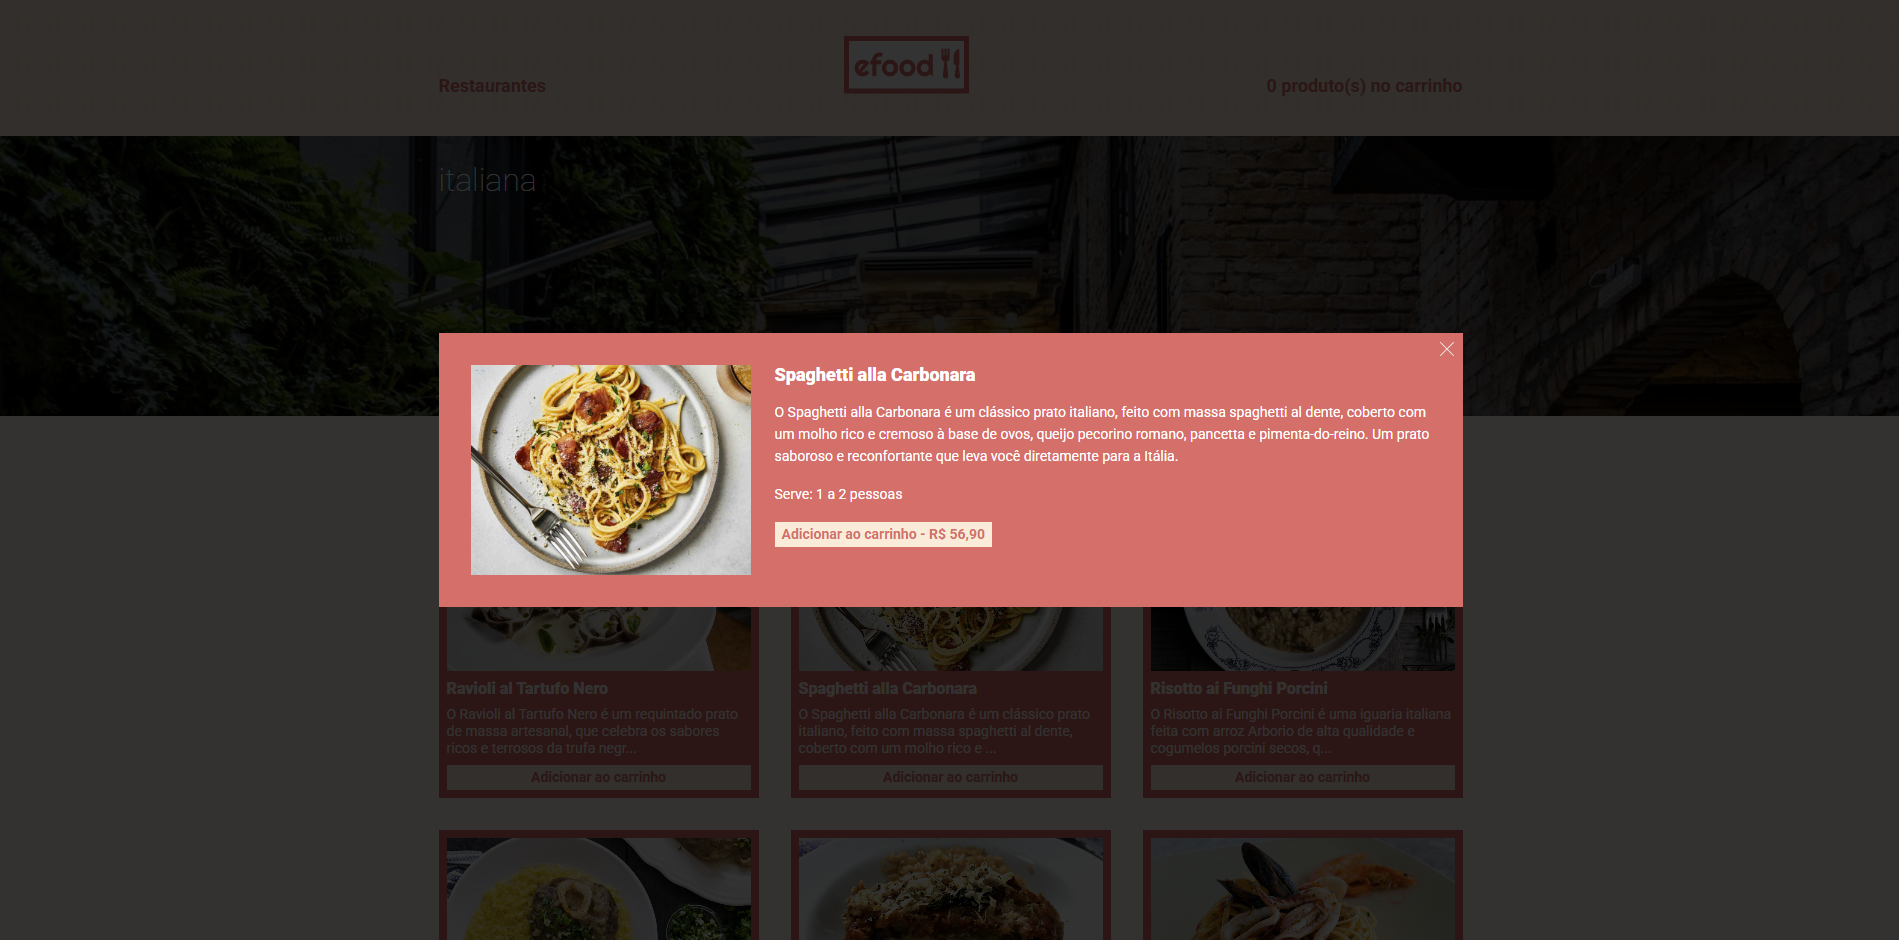 Restaurantes
efood
0 produto(s) no carrinho
italiana
Spaghetti alla Carbonara
O Spaghetti alla Carbonara é um clássico prato italiano, feito com massa spaghetti al dente, coberto com
um molho rico e cremoso à base de ovos, queijo pecorino romano, pancetta e pimenta-do-reino. Um prato
saboroso e reconfortante que leva você diretamente para a Itália.
Serve: 1 a 2 pessoas
Adicionar ao carrinho - R$ 56,90
Ravioli al Tartufo Nero
O Ravioli al Tartufo Nero é um requintado prato
de massa artesanal, que celebra os sabores
ricos e terrosos da trufa negr...
Adicionar ao carrinho
Spaghetti alla Carbonara
O Spaghetti alla Carbonara é um clássico prato
italiano, feito com massa spaghetti al dente,
coberto com um molho rico e ...
Adicionar ao carrinho
Risotto ai Funghi Porcini
O Risotto ai Funghi Porcini é uma iguaria italiana
feita com arroz Arborio de alta qualidade e
cogumelos porcini secos, q...
Adicionar ao carrinho